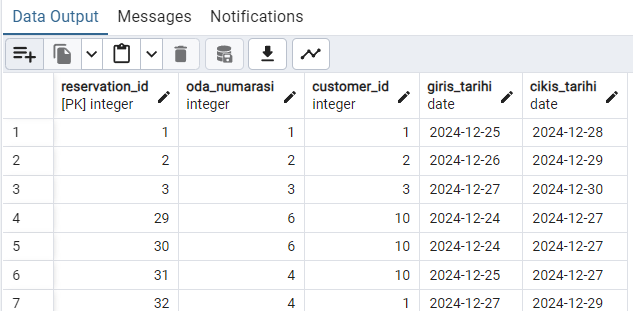 Data Output Messages Notifications
reservation_id oda_numarasi customer_id giris_tarihi cikis_tarihi
[PK] integer integer integer date date
1 1 1 1 2024-12-25 2024-12-28
2 2 2 2 2024-12-26 2024-12-29
3 3 3 3 2024-12-27 2024-12-30
4 29 6 10 2024-12-24 2024-12-27
5 30 6 10 2024-12-24 2024-12-27
6 31 4 10 2024-12-25 2024-12-27
7 32 4 1 2024-12-27 2024-12-29